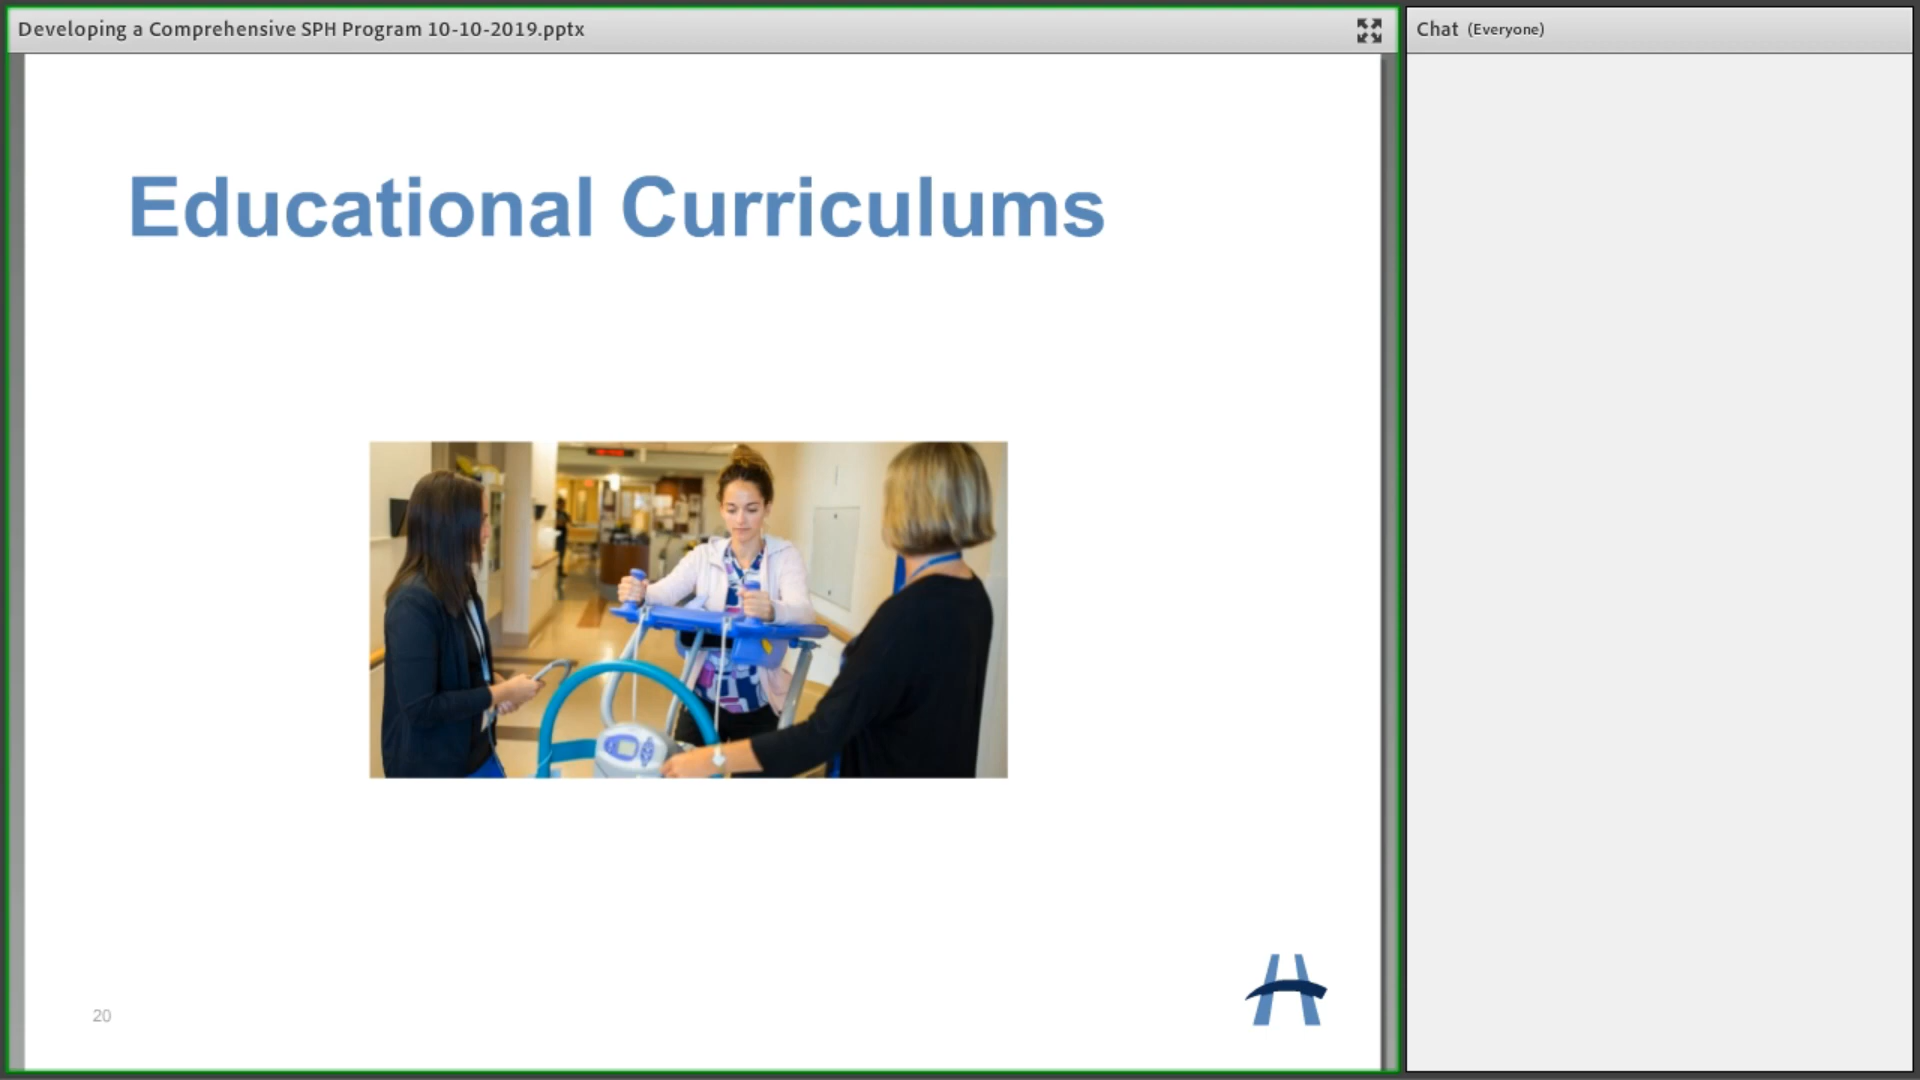 Developing a Comprehensive SPH Program 10-10-2019.pptx
Chat (Everyone)
Educational Curriculums
20